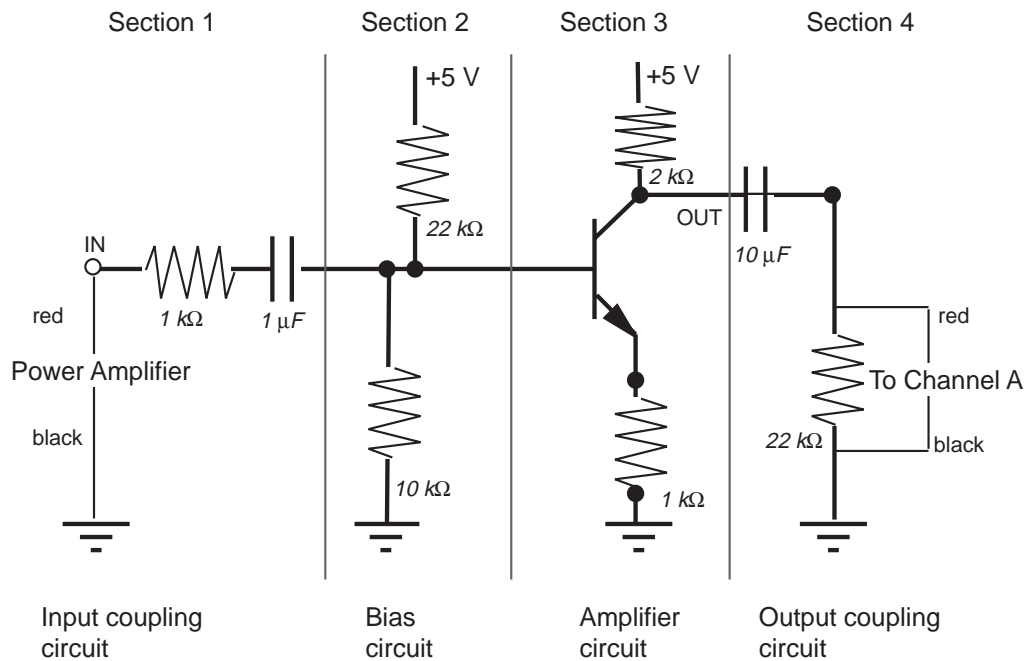 Section 1
Section 2
Section 3
Section 4
+5 V
+5 V
2 kΩ
OUT
22 kΩ
10 μF
IN
1 kΩ
1 μF
red
red
Power Amplifier
To Channel A
black
22 kΩ
black
10 kΩ
1 kΩ
Input coupling
circuit
Bias
circuit
Amplifier
circuit
Output coupling
circuit